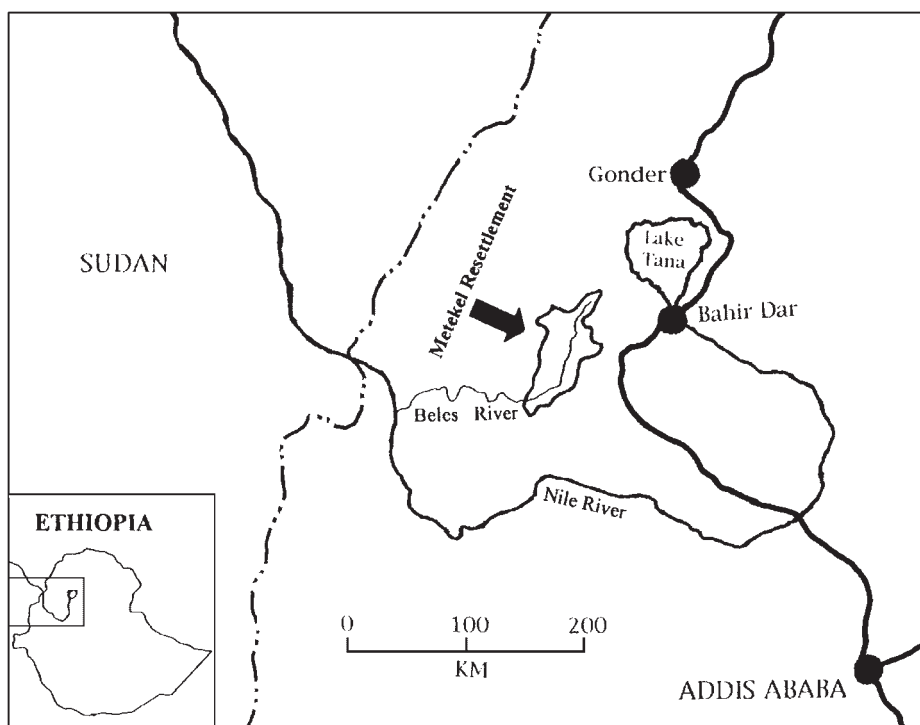 Gonder
Lake
Tana
SUDAN
Metekel Resettlement
Bahir Dar
Beles River
Nile River
ETHIOPIA
0 100 200
KM
ADDIS ABABA